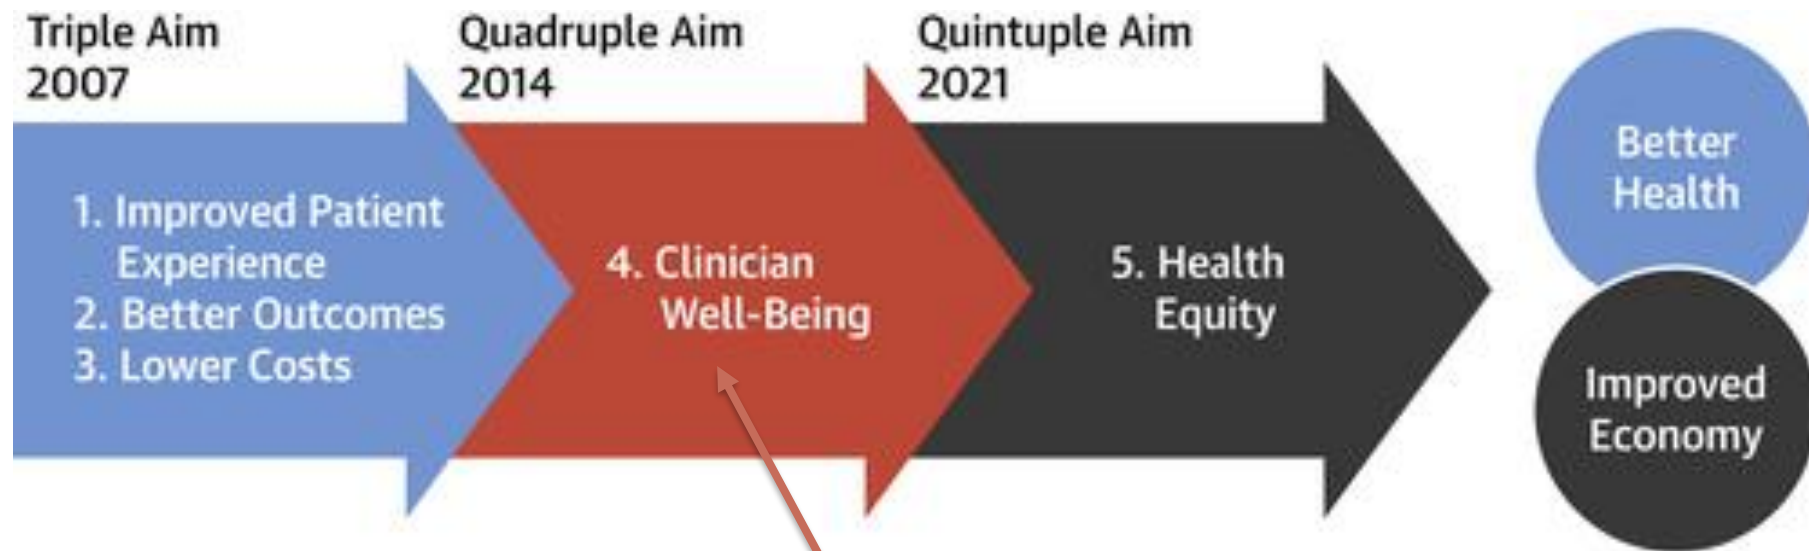 Triple Aim
2007
Quadruple Aim
2014
Quintuple Aim
2021
1. Improved Patient
Experience
2. Better Outcomes
3. Lower Costs
4. Clinician
Well-Being
5. Health
Equity
Better
Health
Improved
Economy